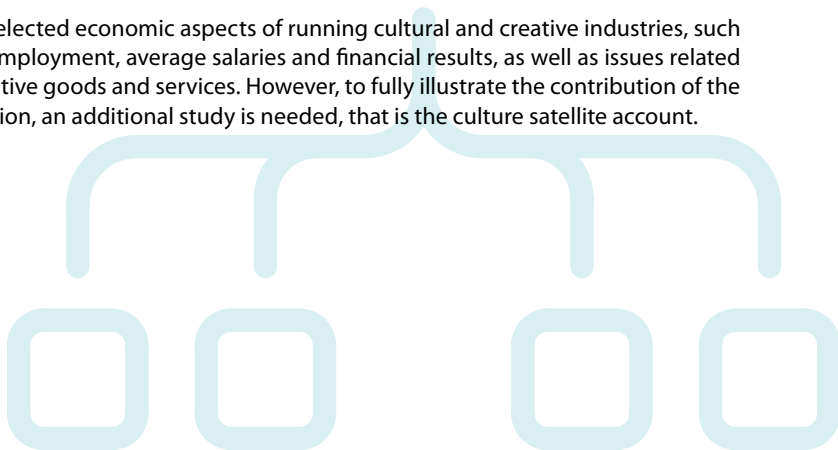 elected economic aspects of running cultural and creative industries, such
mployment, average salaries and financial results, as well as issues related
tive goods and services. However, to fully illustrate the contribution of the
ion, an additional study is needed, that is the culture satellite account.